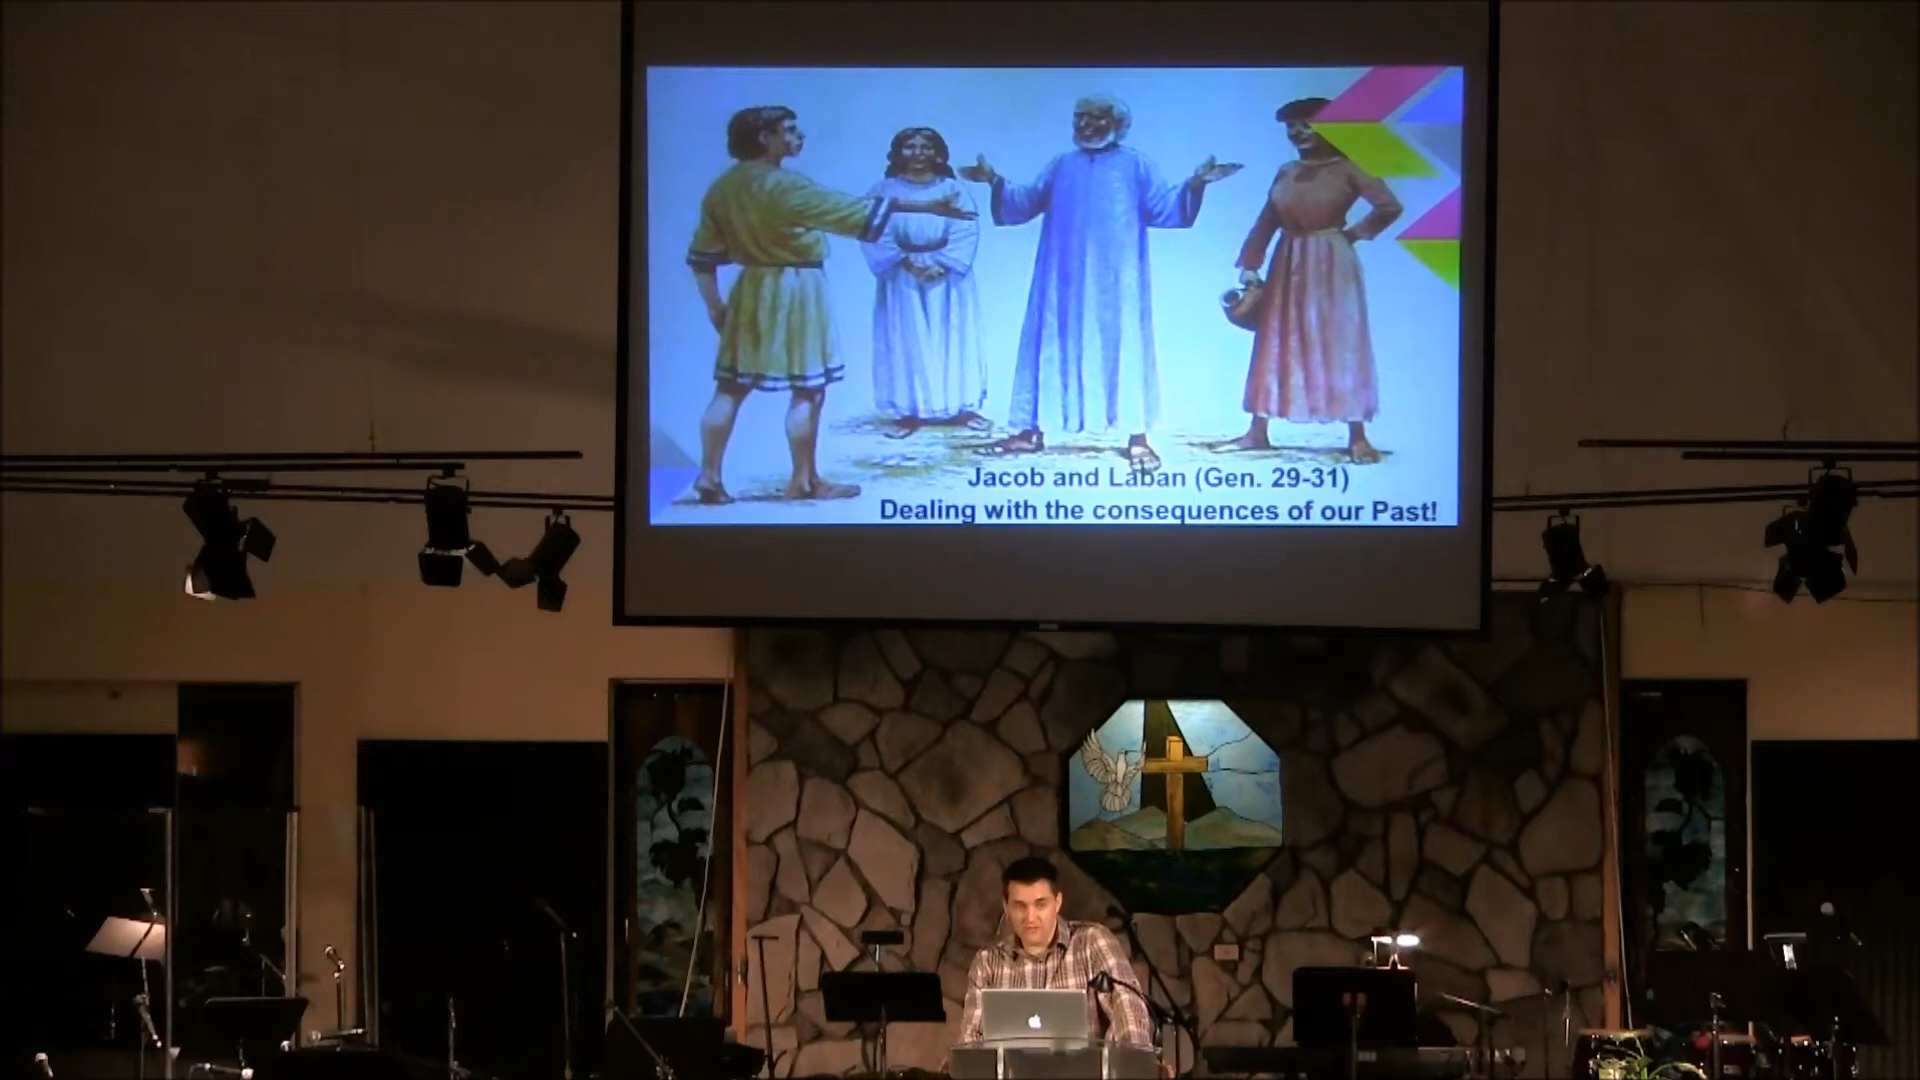 Jacob and Laban (Gen. 29-31)
Dealing with the consequences of our Past!